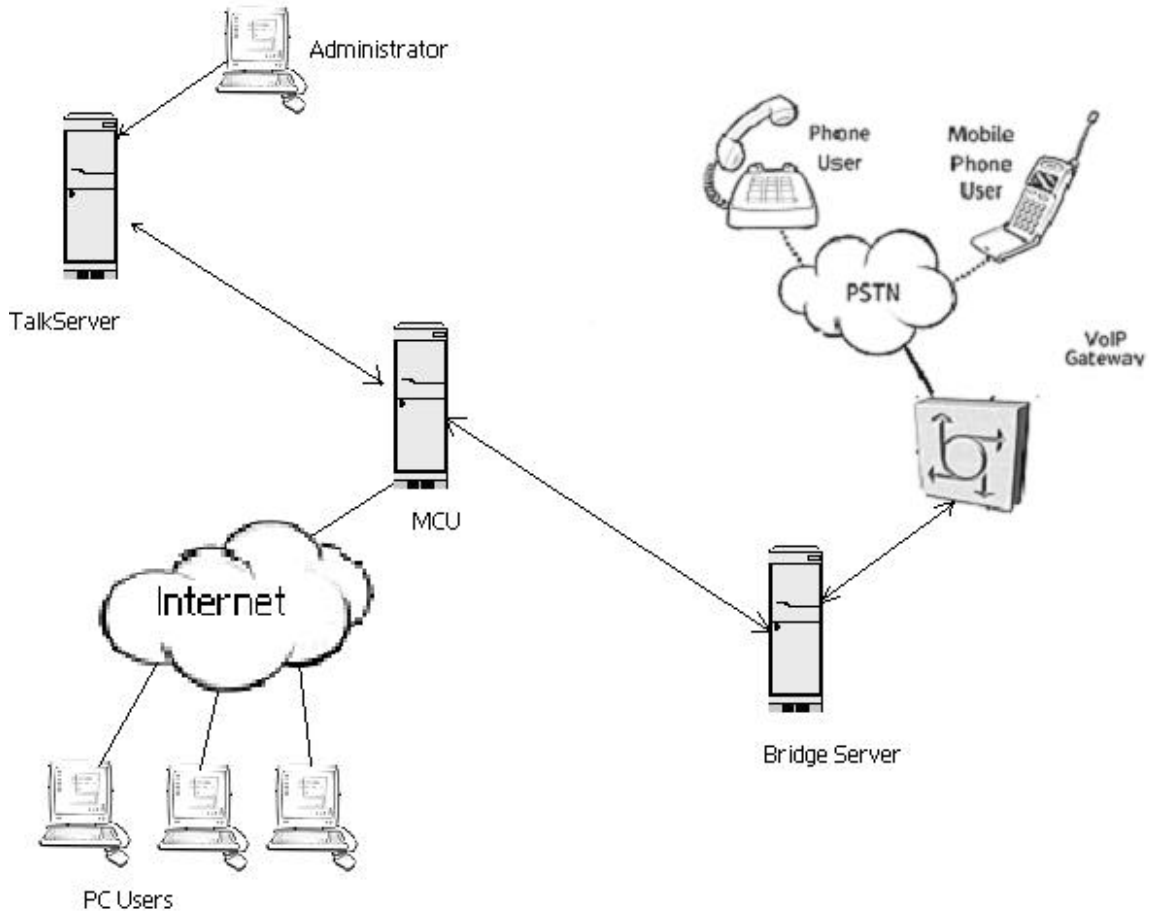 Administrator
TalkServer
Phone
User
Mobile
Phone
User
PSTN
VoIP
Gateway
MCU
Internet
Bridge Server
PC Users